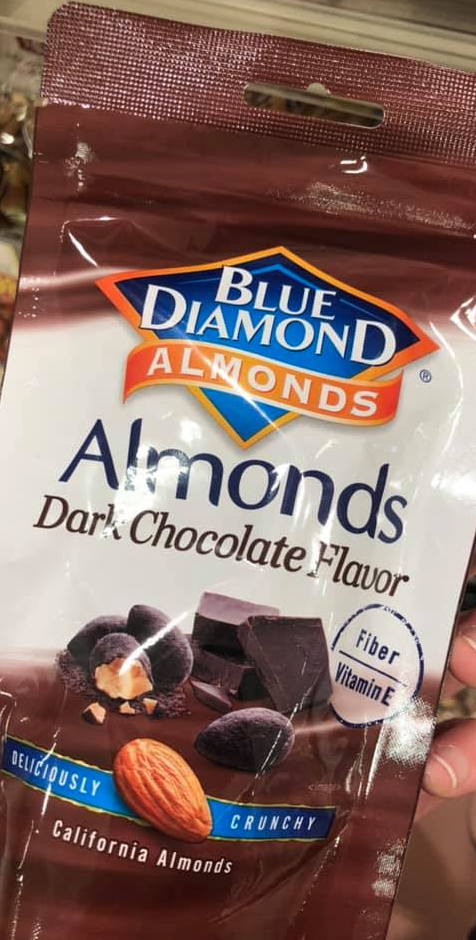 BLUE
DIAMOND
®
ALMONDS
Almonds
Dark Chocolate Flavor
Fiber
Vitamin E
DELICIOUSLY
CRUNCHY
California Almonds